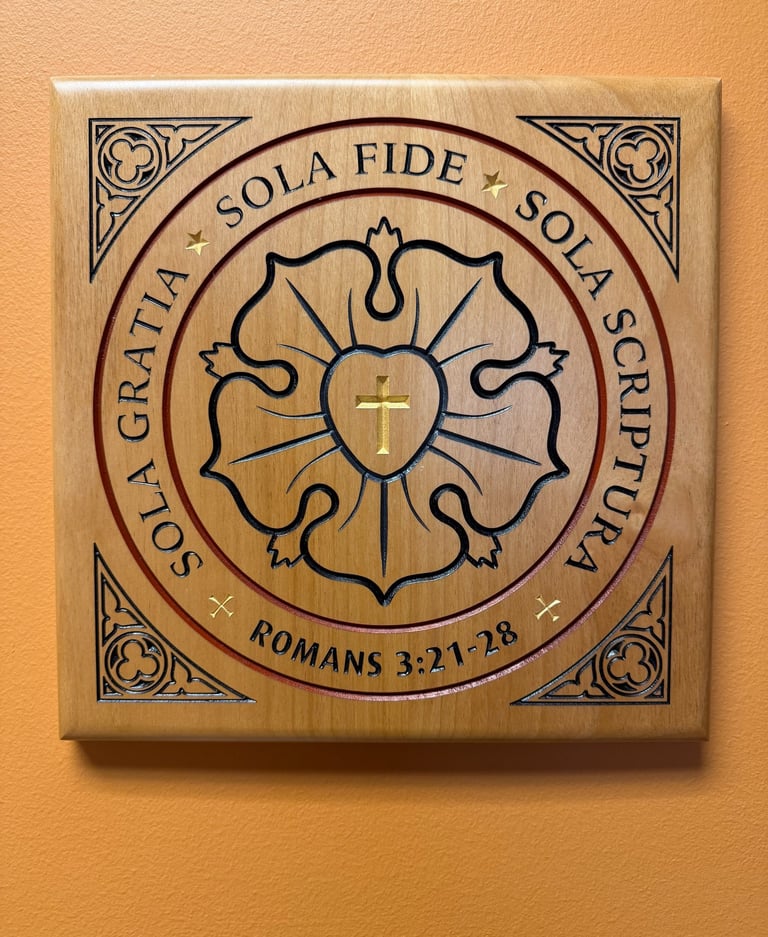 SOLA GRATIA
SOLA FIDE
SOLA SCRIPTURA
ROMANS 3:21-28